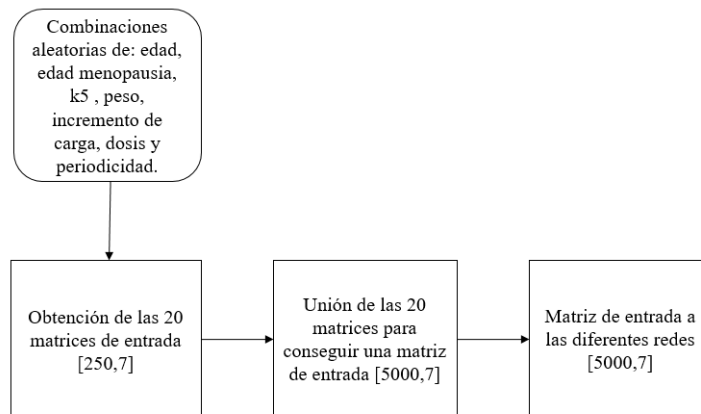 Combinaciones
aleatorias de: edad,
edad menopausia,
k5 , peso,
incremento de
carga, dosis y
periodicidad.
Obtención de las 20
matrices de entrada
[250,7]
Unión de las 20
matrices para
conseguir una matriz
de entrada [5000,7]
Matriz de entrada a
las diferentes redes
[5000,7]